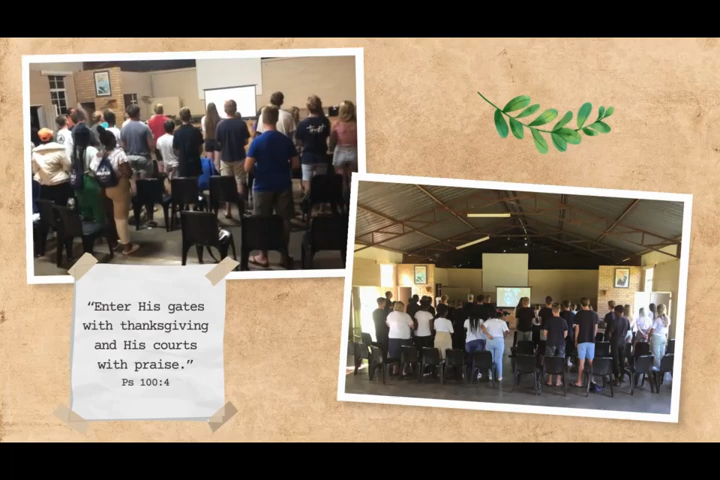 “Enter His gates
with thanksgiving
and His courts
with praise.”
Ps 100:4